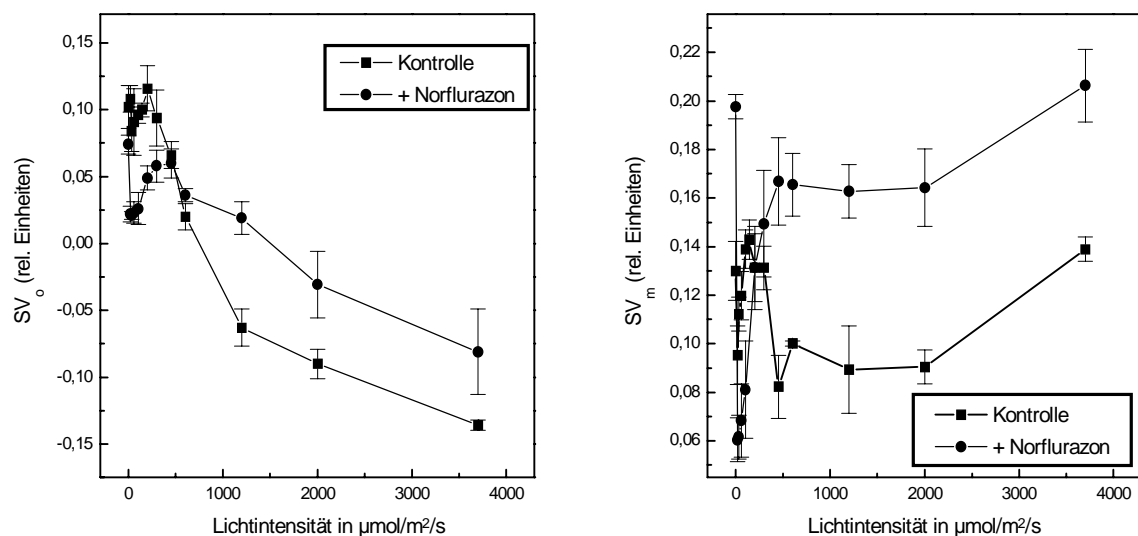 0,15
0,10
0,05
0,00
-0,05
-0,10
-0,15
SVo (rel. Einheiten)
Kontrolle
+ Norflurazon
0 1000 2000 3000 4000
Lichtintensität in µmol/m²/s
0,22
0,20
0,18
0,16
0,14
0,12
0,10
0,08
0,06
SVm (rel. Einheiten)
Kontrolle
+ Norflurazon
0 1000 2000 3000 4000
Lichtintensität in µmol/m²/s